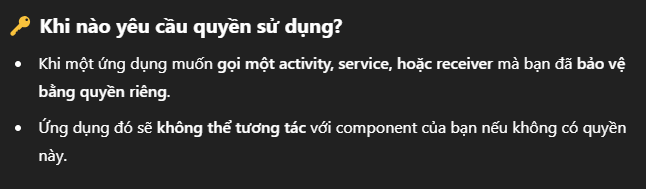 🔑 Khi nào yêu cầu quyền sử dụng?
• Khi một ứng dụng muốn gọi một activity, service, hoặc receiver mà bạn đã bảo vệ
bằng quyền riêng.
• Ứng dụng đó sẽ không thể tương tác với component của bạn nếu không có quyền
này.